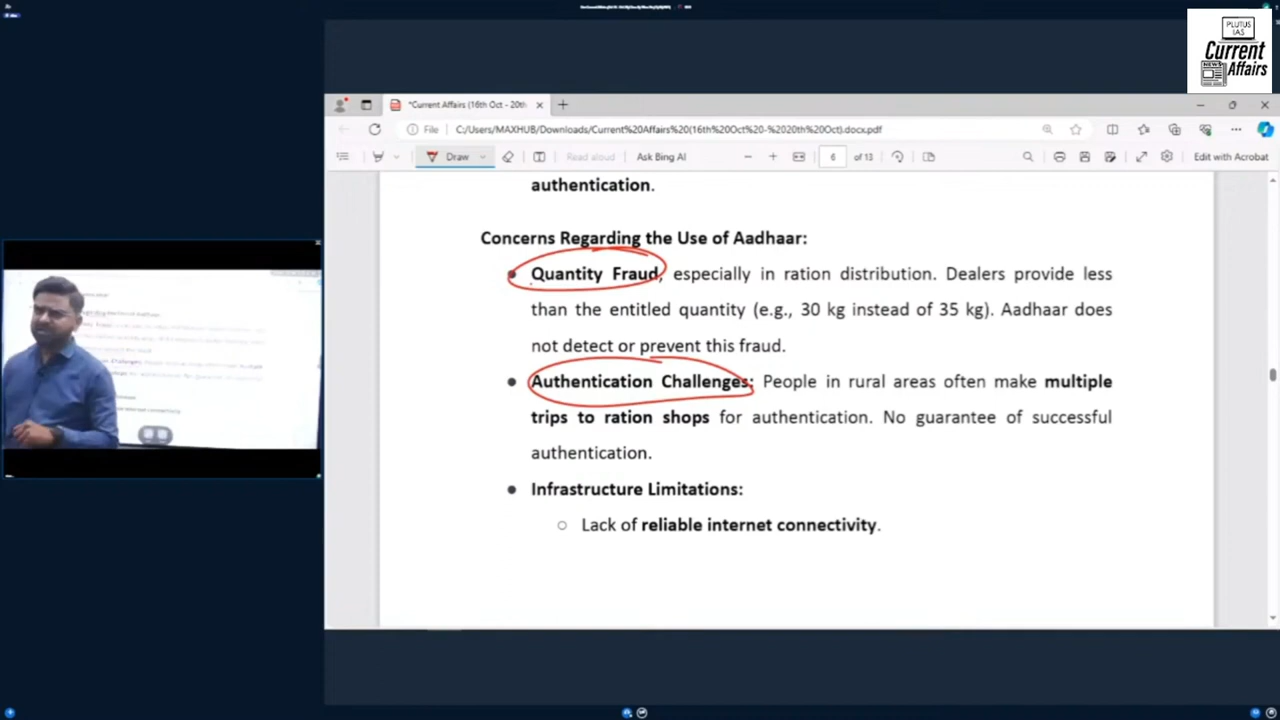 PLUTUS
IAS
Current
NEWS
Affairs
*Current Affairs (16th Oct - 20th
File
C:/Users/MAXHUB/Downloads/Current%20Affairs%20(16th%20Oct%20-%2020th%20Oct).docx.pdf
Draw
Read aloud
Ask Bing AI
6
of 13
Edit with Acrobat
authentication.
Concerns Regarding the Use of Aadhaar:
• Quantity Fraud, especially in ration distribution. Dealers provide less
than the entitled quantity (e.g., 30 kg instead of 35 kg). Aadhaar does
not detect or prevent this fraud.
• Authentication Challenges: People in rural areas often make multiple
trips to ration shops for authentication. No guarantee of successful
authentication.
• Infrastructure Limitations:
○ Lack of reliable internet connectivity.